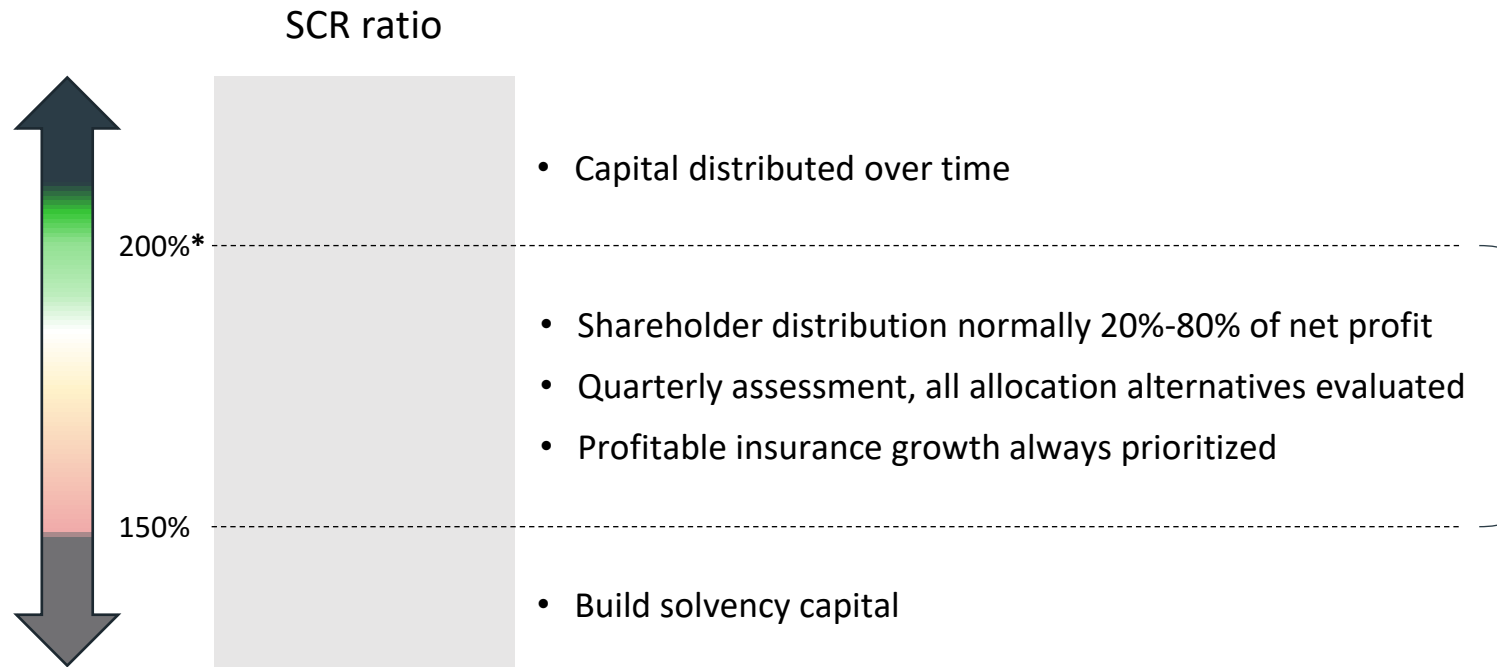 SCR ratio
• Capital distributed over time
200%*
• Shareholder distribution normally 20%-80% of net profit
• Quarterly assessment, all allocation alternatives evaluated
• Profitable insurance growth always prioritized
150%
• Build solvency capital